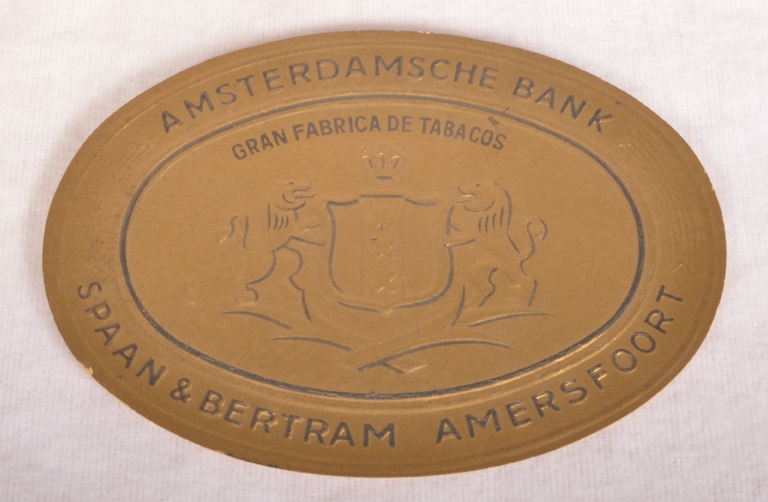 AMSTERDAMSCHE BANK
GRAN FABRICA DE TABACOS
SPAAN & BERTRAM AMERSFOORT